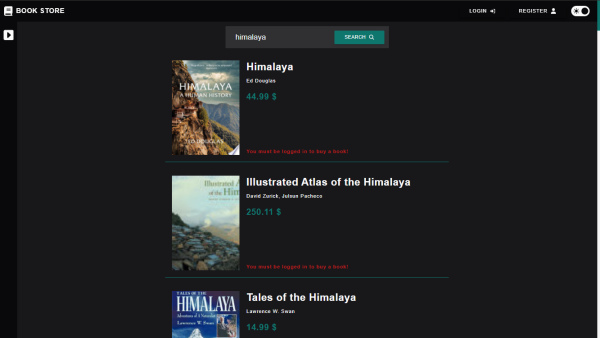 BOOK STORE
LOGIN
REGISTER
himalaya
SEARCH
HIMALAYA
A HUMAN HISTORY
ED DOUGLAS
Himalaya
Ed Douglas
44.99 $
You must be logged in to buy a book!
Illustrated A
of the Him
Illustrated Atlas of the Himalaya
David Zurick, Julsun Pacheco
250.11 $
You must be logged in to buy a book!
TALES OF THE
HIMALAYA
Adventures of A Naturalist
Lawrence W. Swan
Tales of the Himalaya
Lawrence W. Swan
14.99 $